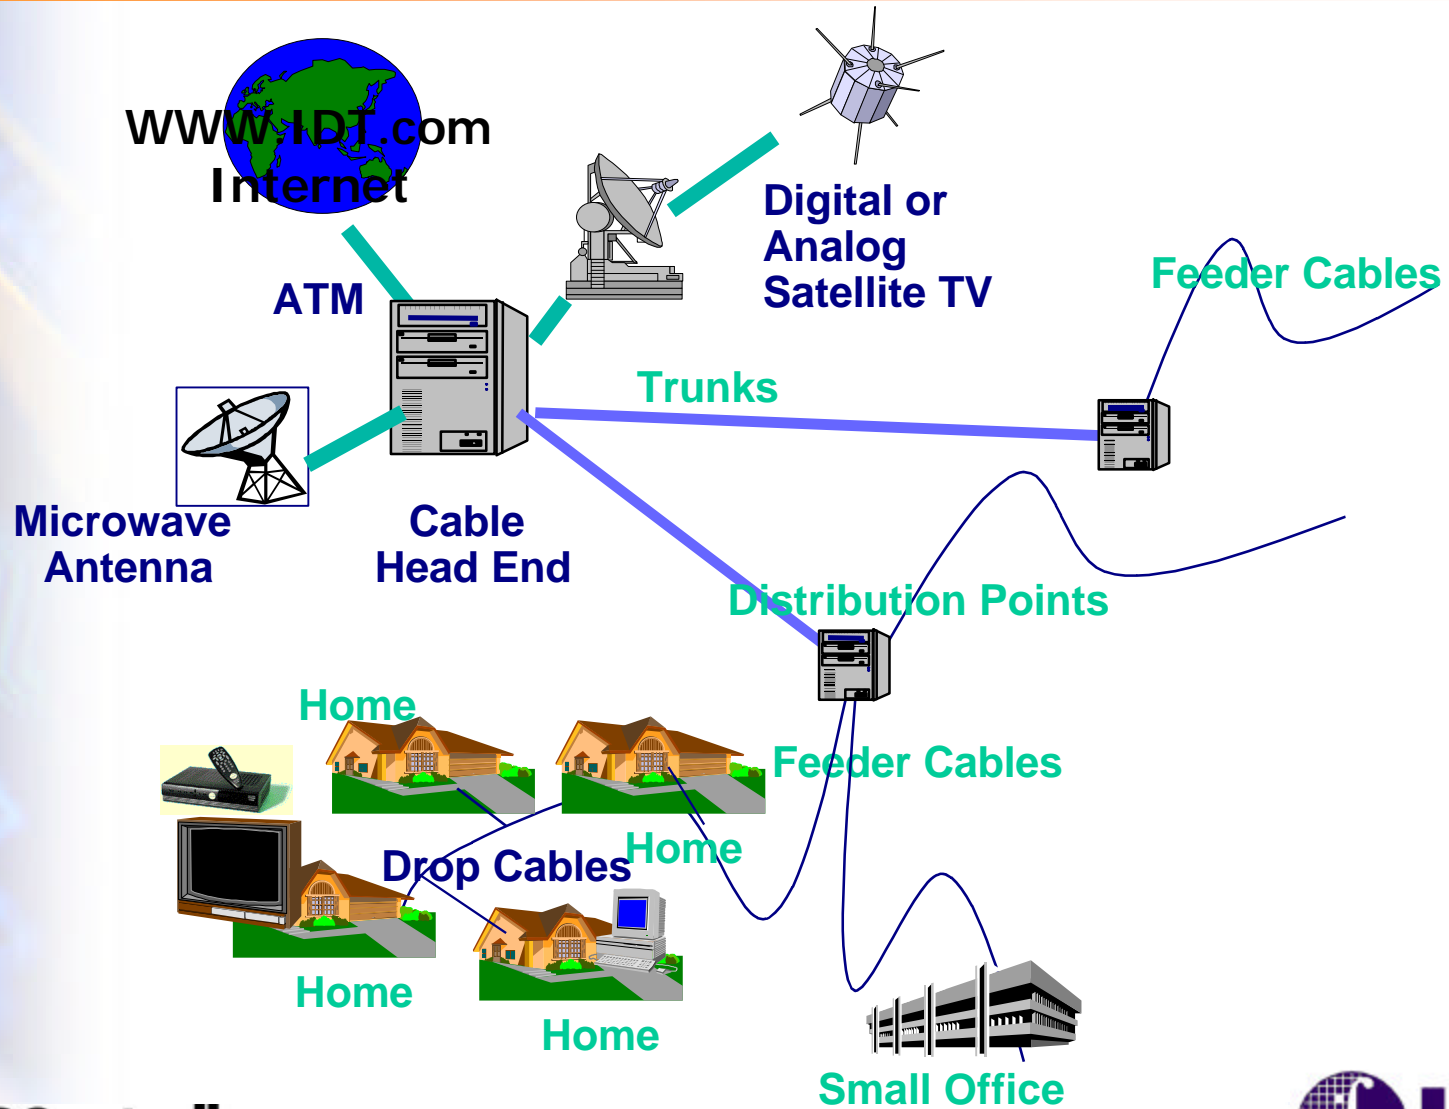 WWW.IDT.com
Internet
Digital or
Analog
Satellite TV
Feeder Cables
ATM
Trunks
Microwave
Antenna
Cable
Head End
Distribution Points
Home
Feeder Cables
Home
Drop Cables
Home
Home
Small Office